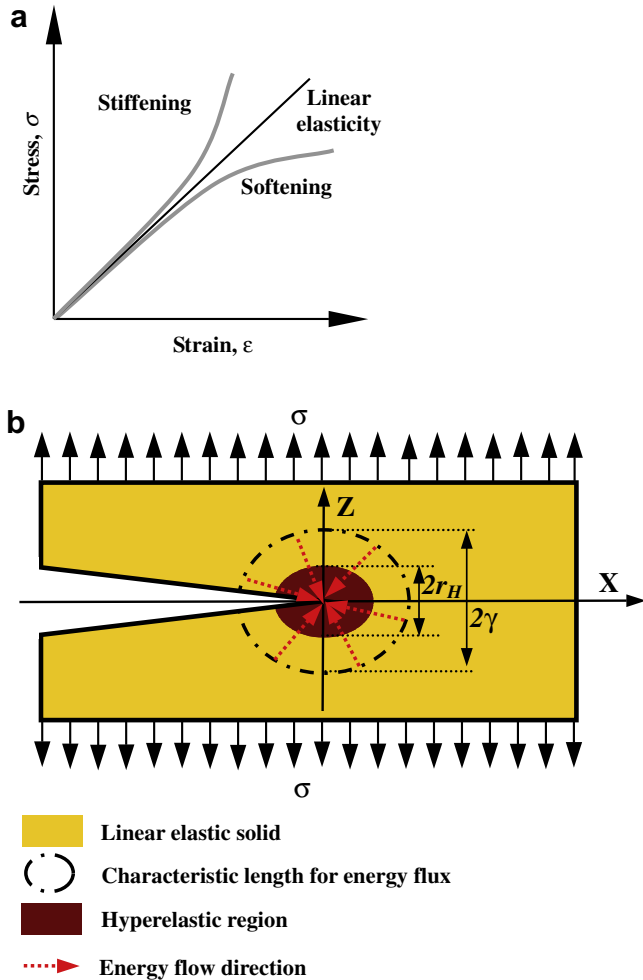 a
Stress, σ
Stiffening
Linear
elasticity
Softening
Strain, ε
b
σ
Z
X
2r_H
2γ
σ
Linear elastic solid
Characteristic length for energy flux
Hyperelastic region
Energy flow direction